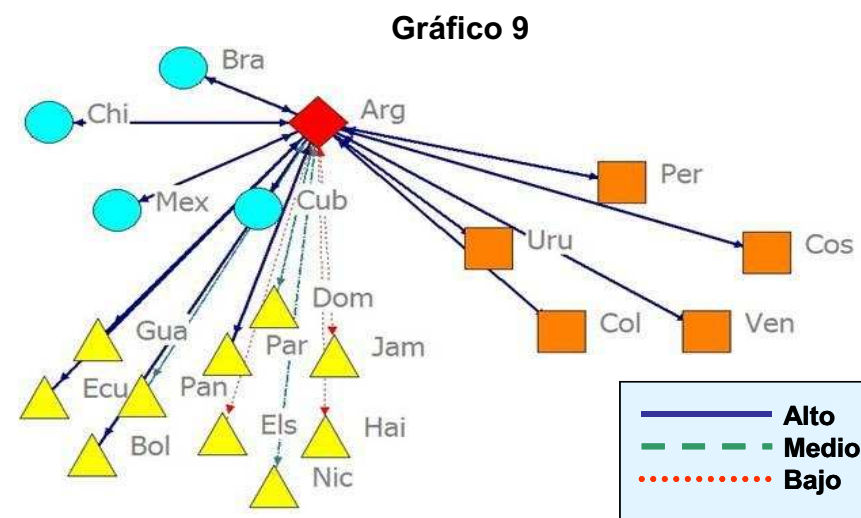 Gráfico 9
Bra
Arg
Chi
Per
Mex
Cub
Uru
Cos
Dom
Gua
Par
Jam
Col
Ven
Ecu
Pan
Els
Hai
Bol
Nic
Alto
Medio
Bajo